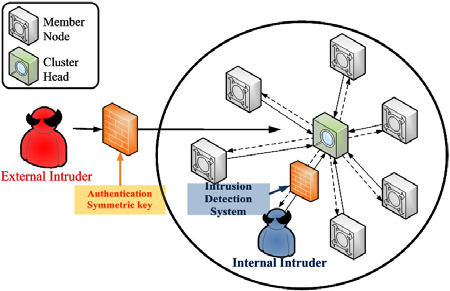 Member
Node
Cluster
Head
External Intruder
Authentication
Symmetric key
Intrusion
Detection
System
Internal Intruder